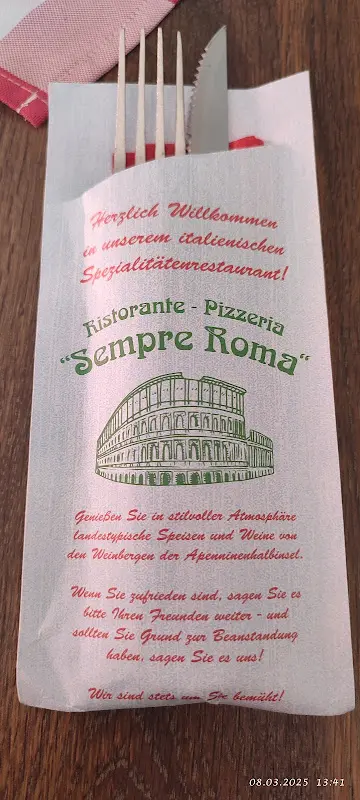 Herzlich Willkommen
in unserem italienischen
Spezialitätenrestaurant!
Ristorante - Pizzeria
“Sempre Roma“
Genießen Sie in stilvoller Atmosphäre
landestypische Speisen und Weine von
den Weinbergen der Apenninenhalbinsel.
Wenn Sie zufrieden sind, sagen Sie es
bitte Ihren Freunden weiter - und
sollten Sie Grund zur Beanstandung
haben, sagen Sie es uns!
Wir sind stets um Sie bemüht!
08.03.2025 13:41